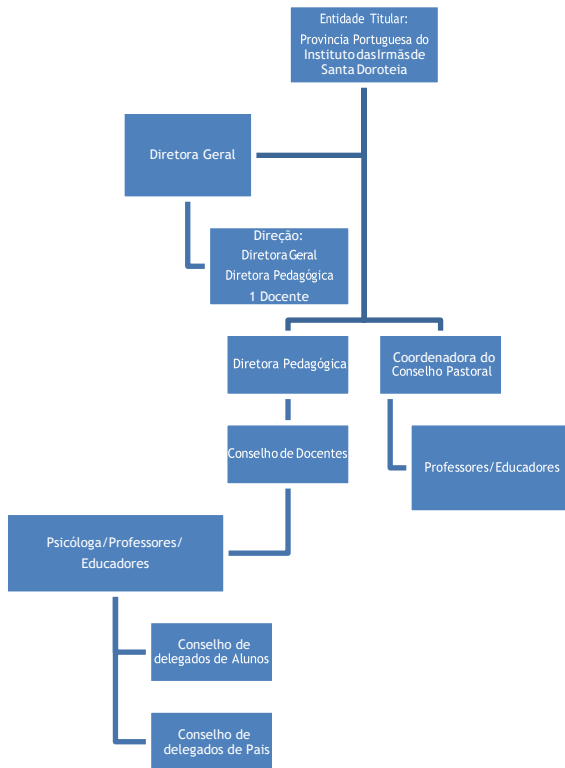 Entidade Titular:
Provincia Portuguesa do
Instituto das Irmãs de
Santa Doroteia
Diretora Geral
Direção:
Diretora Geral
Diretora Pedagógica
1 Docente
Diretora Pedagógica
Coordenadora do
Conselho Pastoral
Conselho de Docentes
Professores/Educadores
Psicóloga/Professores/
Educadores
Conselho de
delegados de Alunos
Conselho de
delegados de Pais